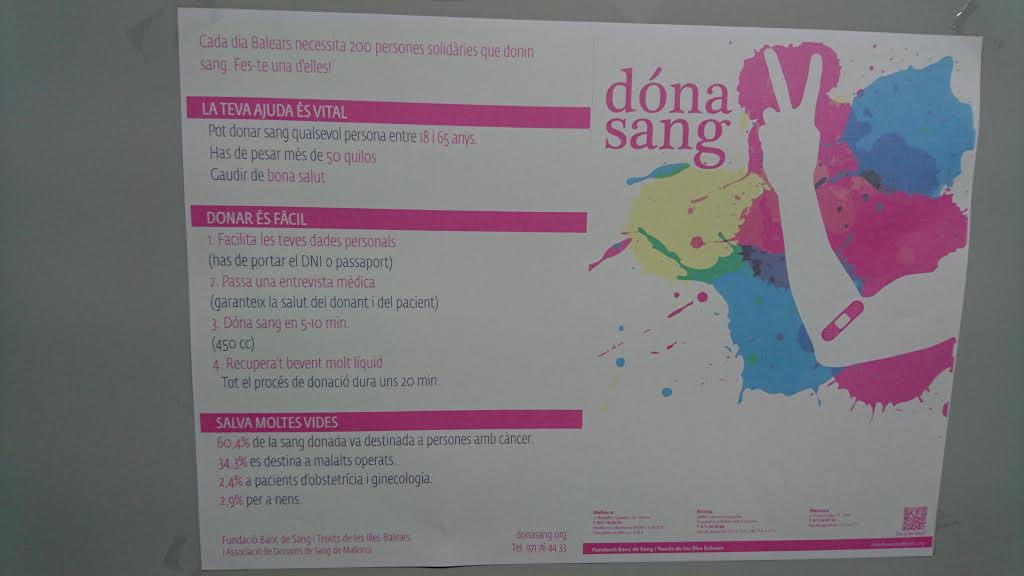 Cada dia Balears necessita 200 persones solidàries que donin
sang. Fes-te una d'elles!
LA TEVA AJUDA ÉS VITAL
Pot donar sang qualsevol persona entre 18 i 65 anys.
Has de pesar més de 50 quilos
Gaudir de bona salut
DONAR ÉS FÀCIL
1. Facilita les teves dades personals
(has de portar el DNI o passaport)
2. Passa una entrevista mèdica
(garanteix la salut del donant i del pacient)
3. Dóna sang en 5-10 min.
(450 cc)
4. Recupera't bevent molt líquid
Tot el procés de donació dura uns 20 min.
SALVA MOLTES VIDES
60,4% de la sang donada va destinada a persones amb càncer.
34,3% es destina a malalts operats.
2,4% a pacients d'obstetrícia i ginecologia.
2,9% per a nens.
Fundació Banc de Sang i Teixits de les Illes Balears
i Associació de Donants de Sang de Mallorca
donasang.org
Tel. 971 76 44 33
dóna
sang
Mallorca
Eivissa
Menorca
Fundació Banc de Sang i Teixits de les Illes Balears